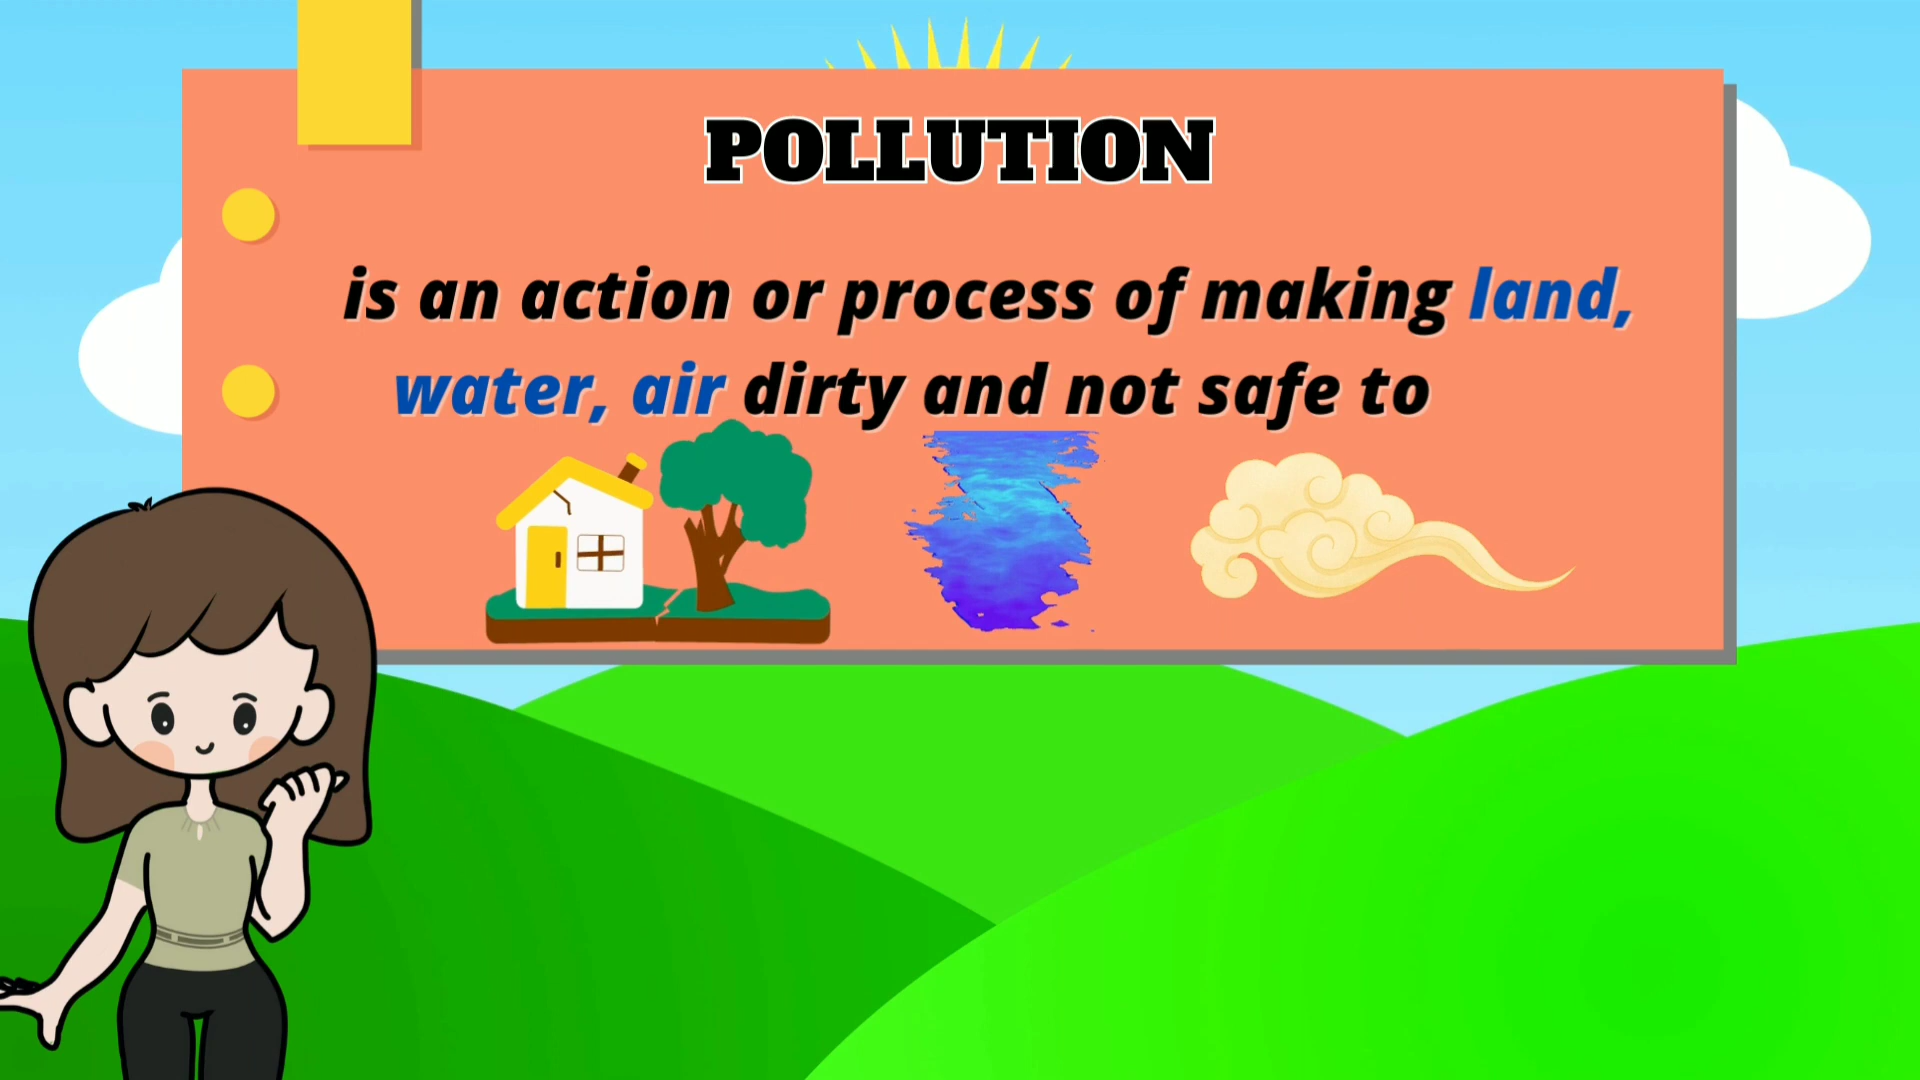 POLLUTION
is an action or process of making land,
water, air dirty and not safe to